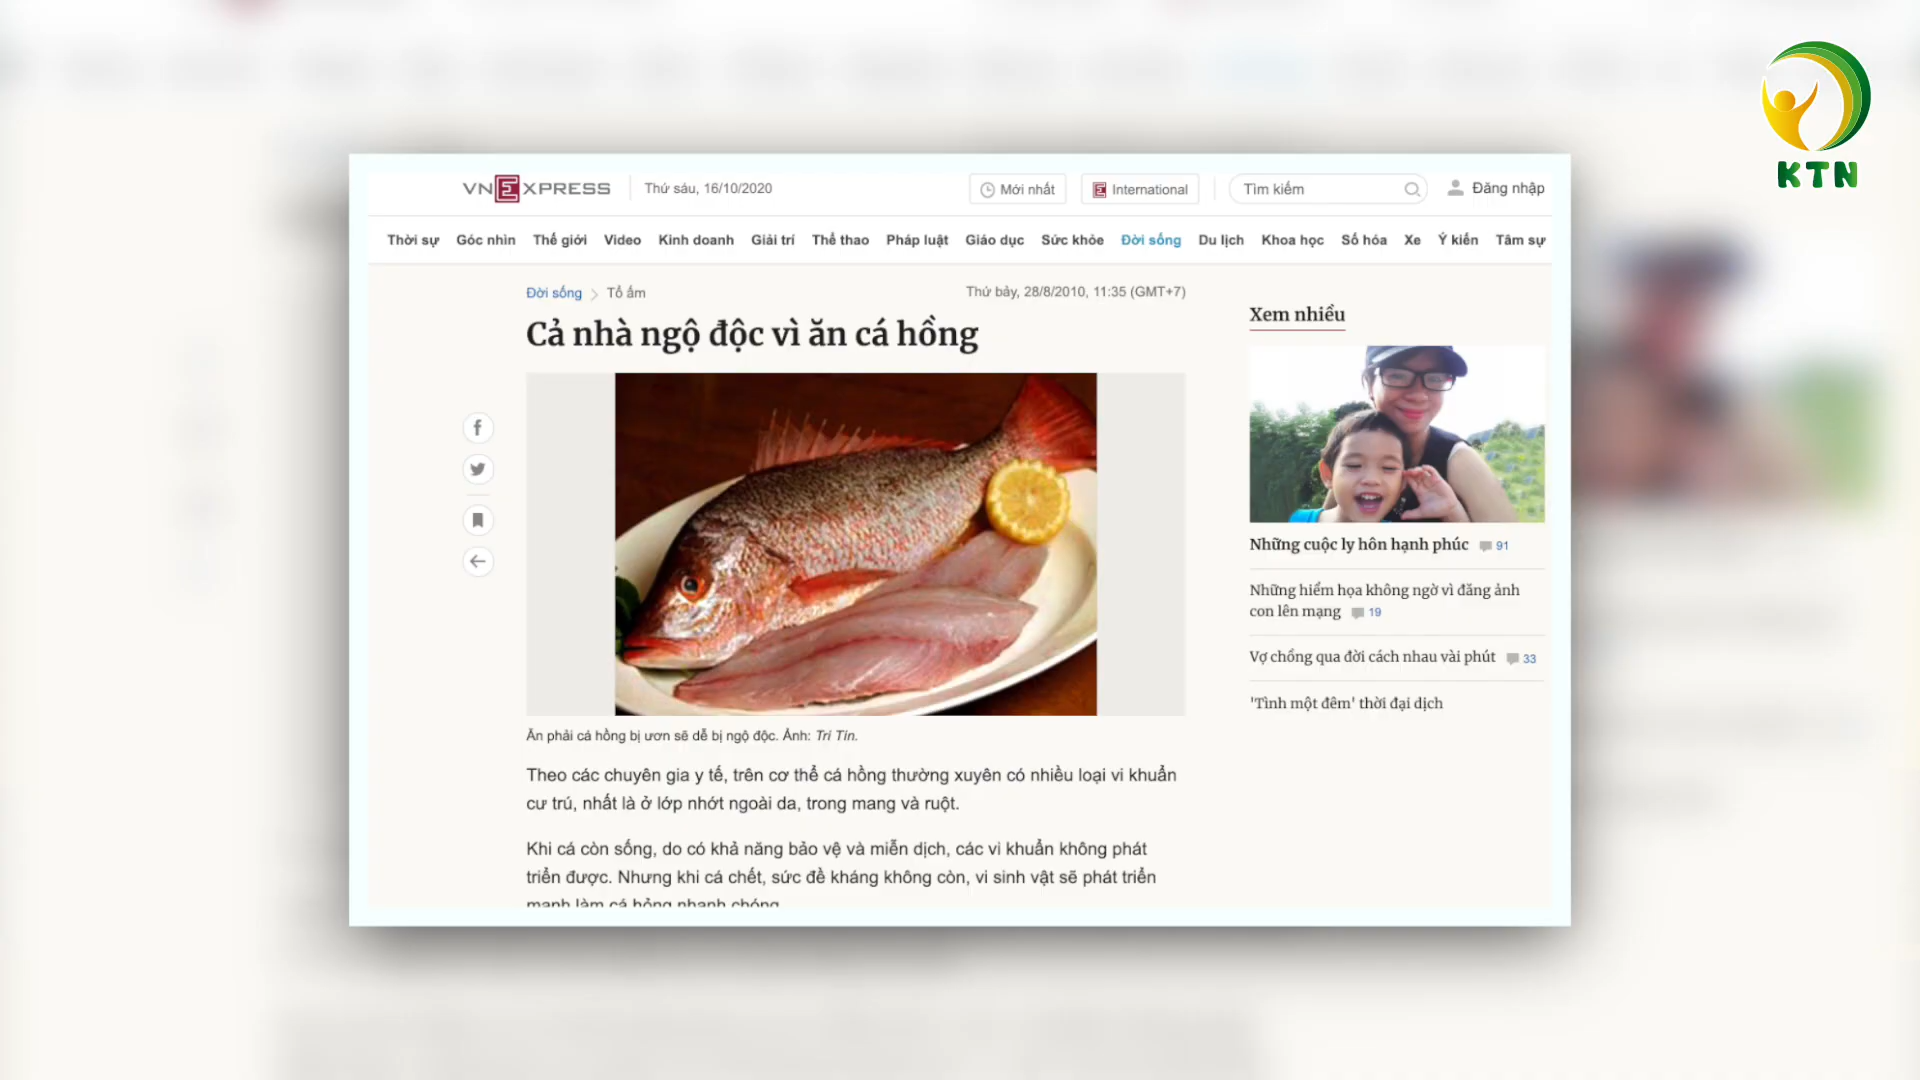 KTN
VNEXPRESS
Thứ sáu, 16/10/2020
Mới nhất
International
Tìm kiếm
Đăng nhập
Thời sự Góc nhìn Thế giới Video Kinh doanh Giải trí Thể thao Pháp luật Giáo dục Sức khỏe Đời sống Du lịch Khoa học Số hóa Xe Ý kiến Tâm sự
Đời sống > Tổ ấm
Thứ bảy, 28/8/2010, 11:35 (GMT+7)
Cả nhà ngộ độc vì ăn cá hồng
Ăn phải cá hồng bị ươn sẽ dễ bị ngộ độc. Ảnh: Trí Tín.
Theo các chuyên gia y tế, trên cơ thể cá hồng thường xuyên có nhiều loại vi khuẩn
cư trú, nhất là ở lớp nhớt ngoài da, trong mang và ruột.
Khi cá còn sống, do có khả năng bảo vệ và miễn dịch, các vi khuẩn không phát
triển được. Nhưng khi cá chết, sức đề kháng không còn, vi sinh vật sẽ phát triển
mạnh làm cá hỏng nhanh chóng.
Xem nhiều
Những cuộc ly hôn hạnh phúc 91
Những hiểm họa không ngờ vì đăng ảnh
con lên mạng 19
Vợ chồng qua đời cách nhau vài phút 33
'Tình một đêm' thời đại dịch